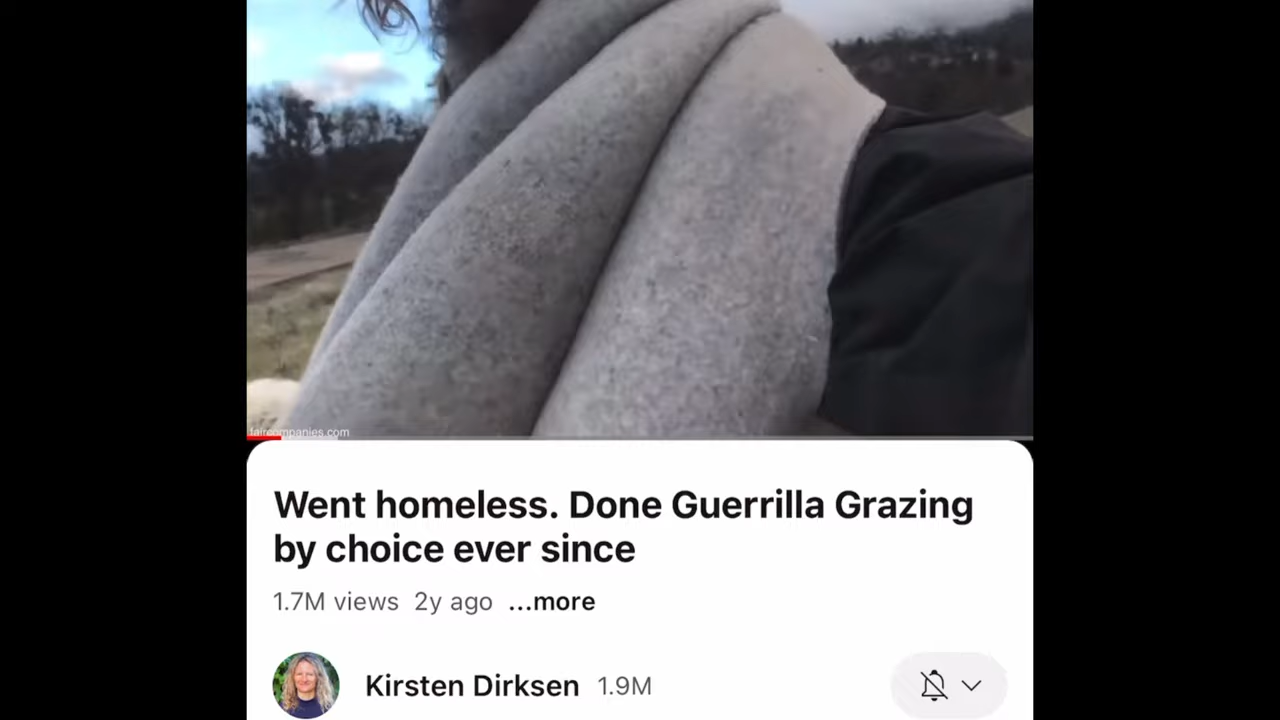 faircompanies.com
Went homeless. Done Guerrilla Grazing
by choice ever since
1.7M views 2y ago ...more
Kirsten Dirksen 1.9M